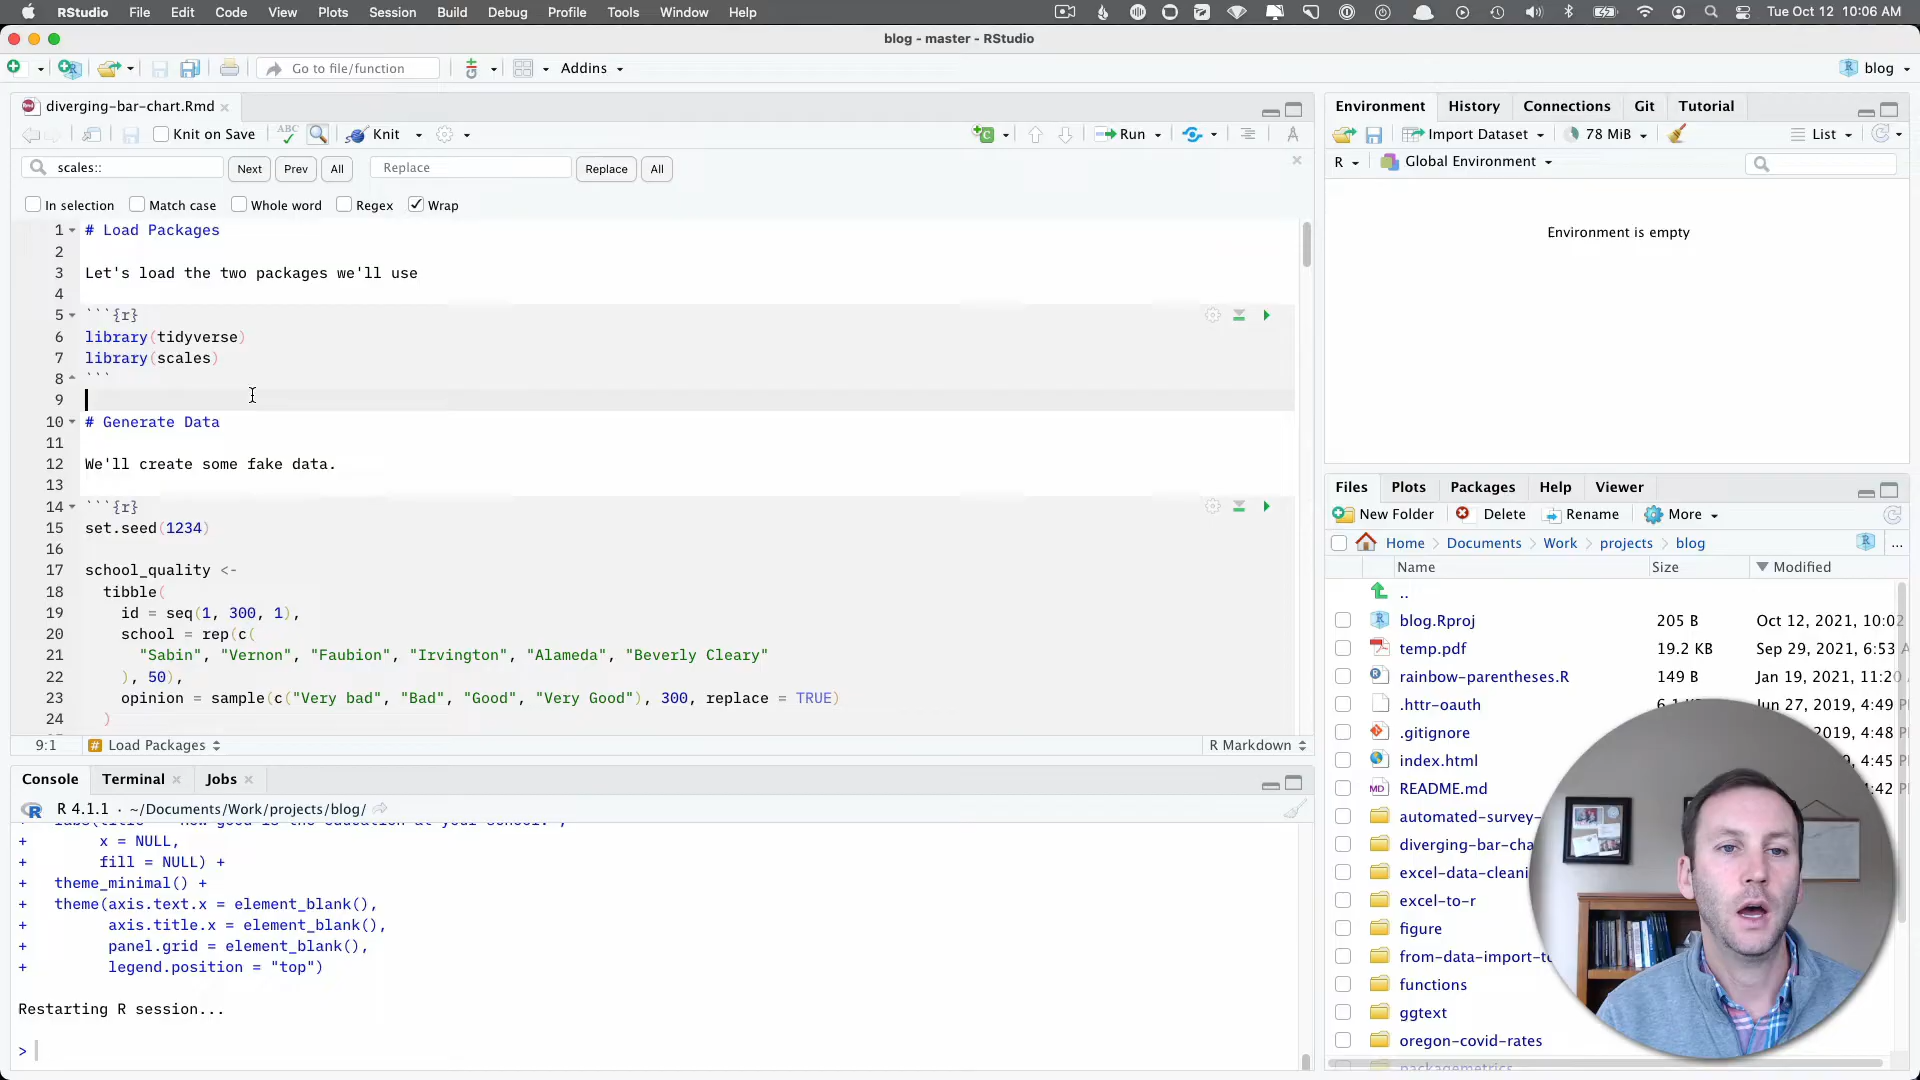 RStudio File Edit Code View Plots Session Build Debug Profile Tools Window Help Tue Oct 12 10:06 AM
blog - master - RStudio
Go to file/function Addins blog
diverging-bar-chart.Rmd
Knit on Save ABC Knit Run
scales:: Next Prev All Replace Replace All
In selection Match case Whole word Regex Wrap
1 # Load Packages
2
3 Let's load the two packages we'll use
4
5 ```{r}
6 library(tidyverse)
7 library(scales)
8 ```
9
10 # Generate Data
11
12 We'll create some fake data.
13
14 ```{r}
15 set.seed(1234)
16
17 school_quality <-
18 tibble(
19 id = seq(1, 300, 1),
20 school = rep(c(
21 "Sabin", "Vernon", "Faubion", "Irvington", "Alameda", "Beverly Cleary"
22 ), 50),
23 opinion = sample(c("Very bad", "Bad", "Good", "Very Good"), 300, replace = TRUE)
24 )
9:1 # Load Packages R Markdown
Console Terminal Jobs
R 4.1.1 · ~/Documents/Work/projects/blog/
+ x = NULL,
+ fill = NULL) +
+ theme_minimal() +
+ theme(axis.text.x = element_blank(),
+ axis.title.x = element_blank(),
+ panel.grid = element_blank(),
+ legend.position = "top")
Restarting R session...
>
Environment History Connections Git Tutorial
Import Dataset 78 MiB List
R Global Environment
Environment is empty
Files Plots Packages Help Viewer
New Folder Delete Rename More
Home Documents Work projects blog ...
Name Size Modified
..
blog.Rproj 205 B Oct 12, 2021, 10:02
temp.pdf 19.2 KB Sep 29, 2021, 6:53 A
rainbow-parentheses.R 149 B Jan 19, 2021, 11:20
.httr-oauth Jun 27, 2019, 4:49 P
.gitignore 2019, 4:48 P
index.html 4:45 P
MD README.md :42 P
automated-survey-
diverging-bar-cha
excel-data-cleani
excel-to-r
figure
from-data-import-to
functions
ggtext
oregon-covid-rates